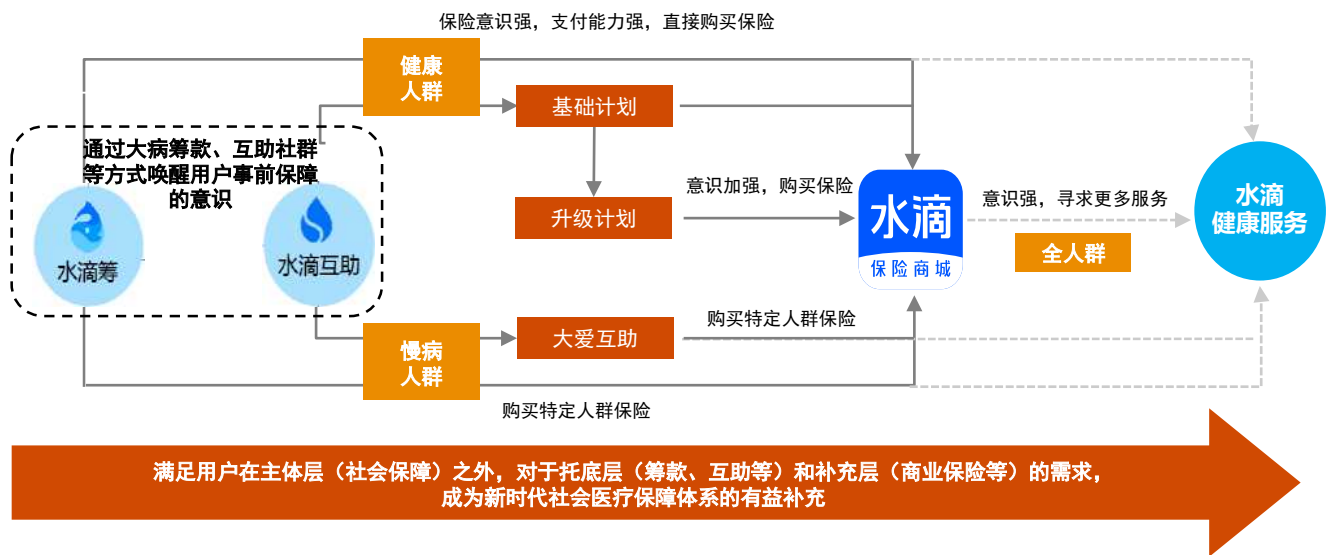 保险意识强，支付能力强，直接购买保险
健康
人群
基础计划
通过大病筹款、互助社群
等方式唤醒用户事前保障
的意识
意识加强，购买保险
升级计划
水滴
保险商城
意识强，寻求更多服务
全人群
水滴
健康服务
水滴筹
水滴互助
购买特定人群保险
大爱互助
慢病
人群
购买特定人群保险
满足用户在主体层（社会保障）之外，对于托底层（筹款、互助等）和补充层（商业保险等）的需求，
成为新时代社会医疗保障体系的有益补充